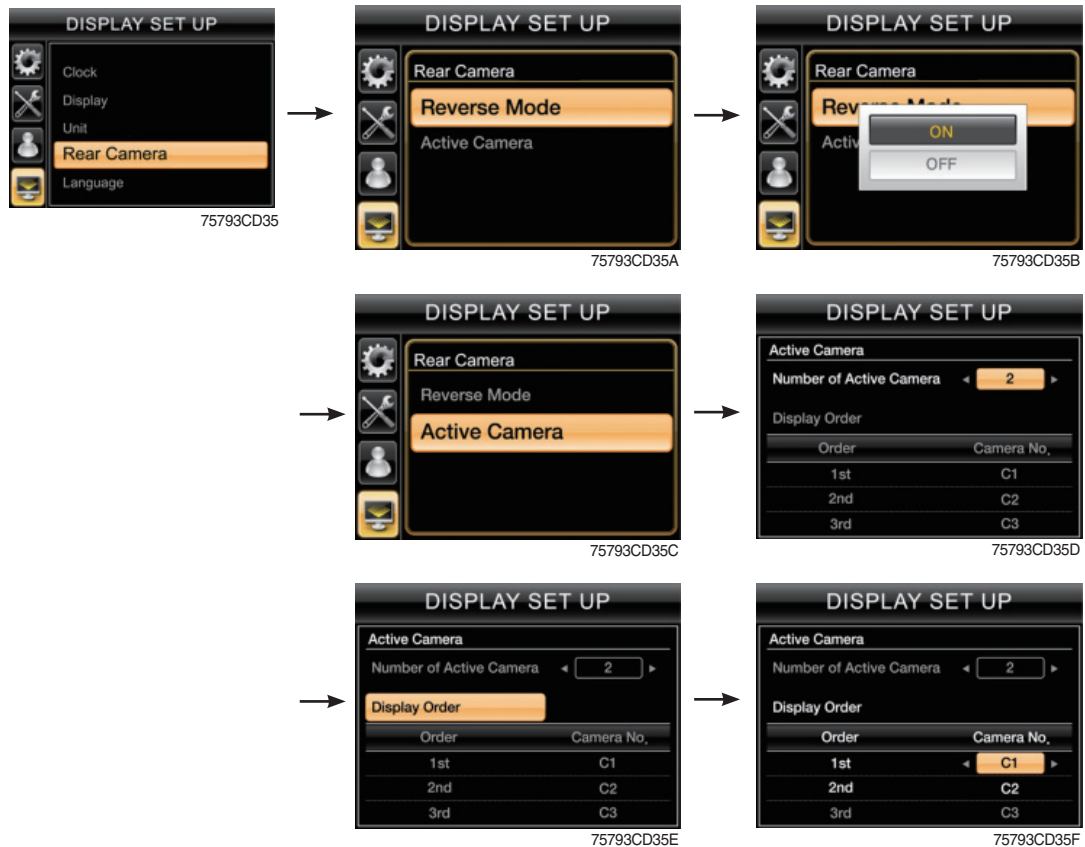 DISPLAY SET UP
Clock
Display
Unit
Rear Camera
Language
75793CD35
DISPLAY SET UP
Rear Camera
Reverse Mode
Active Camera
75793CD35A
DISPLAY SET UP
Rear Camera
ON
OFF
75793CD35B
DISPLAY SET UP
Rear Camera
Reverse Mode
Active Camera
75793CD35C
DISPLAY SET UP
Active Camera
Number of Active Camera ◄ 2 ►
Display Order
Order Camera No.
1st C1
2nd C2
3rd C3
75793CD35D
DISPLAY SET UP
Active Camera
Number of Active Camera ◄ 2 ►
Display Order
Order Camera No.
1st C1
2nd C2
3rd C3
75793CD35E
DISPLAY SET UP
Active Camera
Number of Active Camera ◄ 2 ►
Display Order
Order Camera No.
1st ◄ C1 ►
2nd C2
3rd C3
75793CD35F